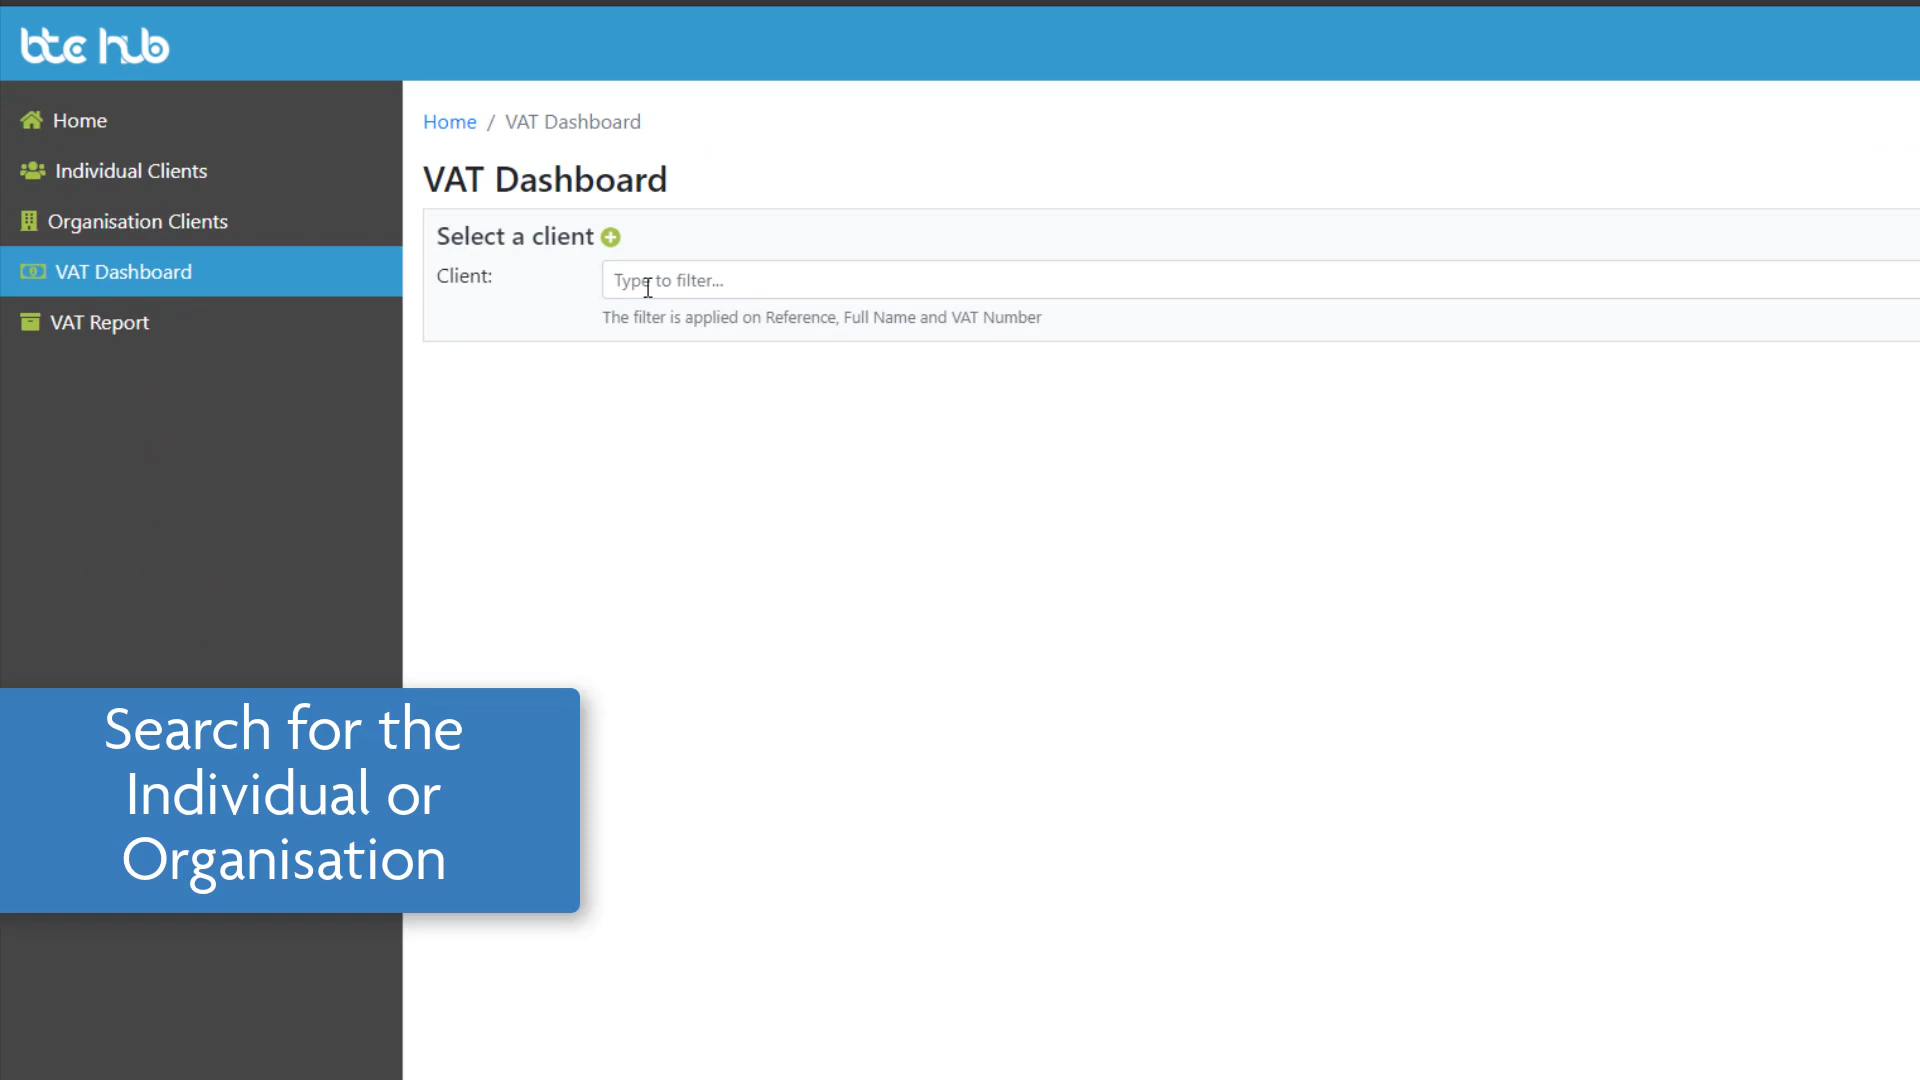 btc hub
Home
Individual Clients
Organisation Clients
VAT Dashboard
VAT Report
Home / VAT Dashboard
VAT Dashboard
Select a client
Client:
Type to filter...
The filter is applied on Reference, Full Name and VAT Number
Search for the
Individual or
Organisation